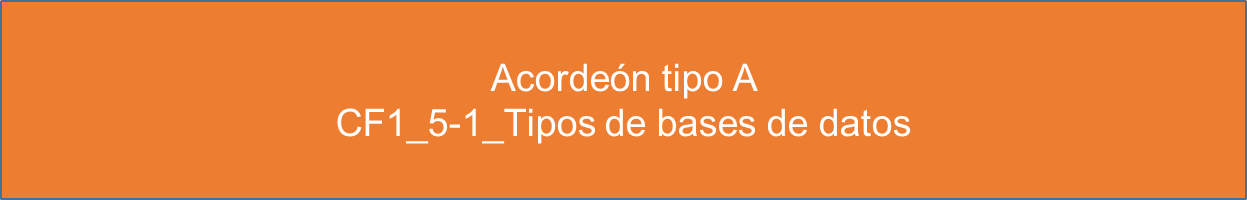 Acordeón tipo A
CF1_5-1_Tipos de bases de datos